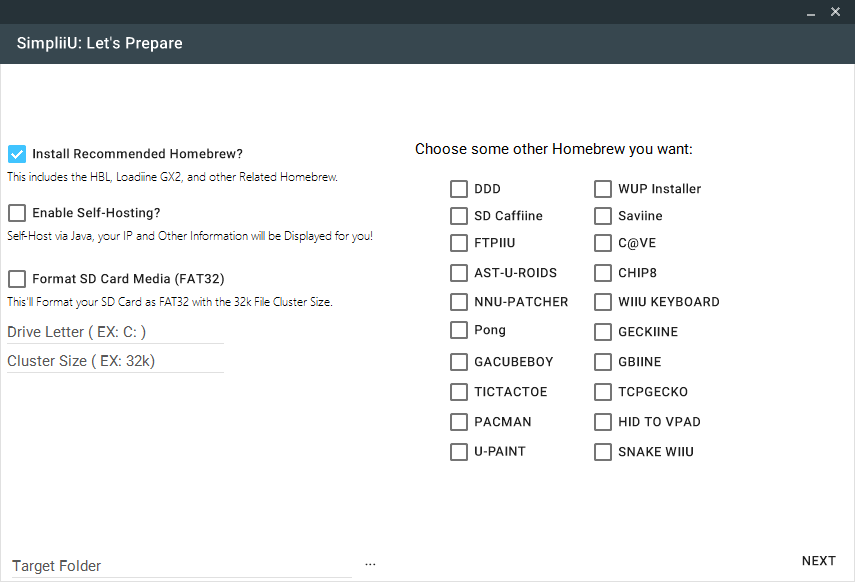 SimpliiU: Let's Prepare
Install Recommended Homebrew?
This includes the HBL, Loadiine GX2, and other Related Homebrew.
Enable Self-Hosting?
Self-Host via Java, your IP and Other Information will be Displayed for you!
Format SD Card Media (FAT32)
This'll Format your SD Card as FAT32 with the 32k File Cluster Size.
Drive Letter ( EX: C: )
Cluster Size ( EX: 32k)
Choose some other Homebrew you want:
DDD
WUP Installer
SD Caffiine
Saviine
FTPIIU
C@VE
AST-U-ROIDS
CHIP8
NNU-PATCHER
WIIU KEYBOARD
Pong
GECKIINE
GACUBEBOY
GBIINE
TICTACTOE
TCPGECKO
PACMAN
HID TO VPAD
U-PAINT
SNAKE WIIU
Target Folder
...
NEXT